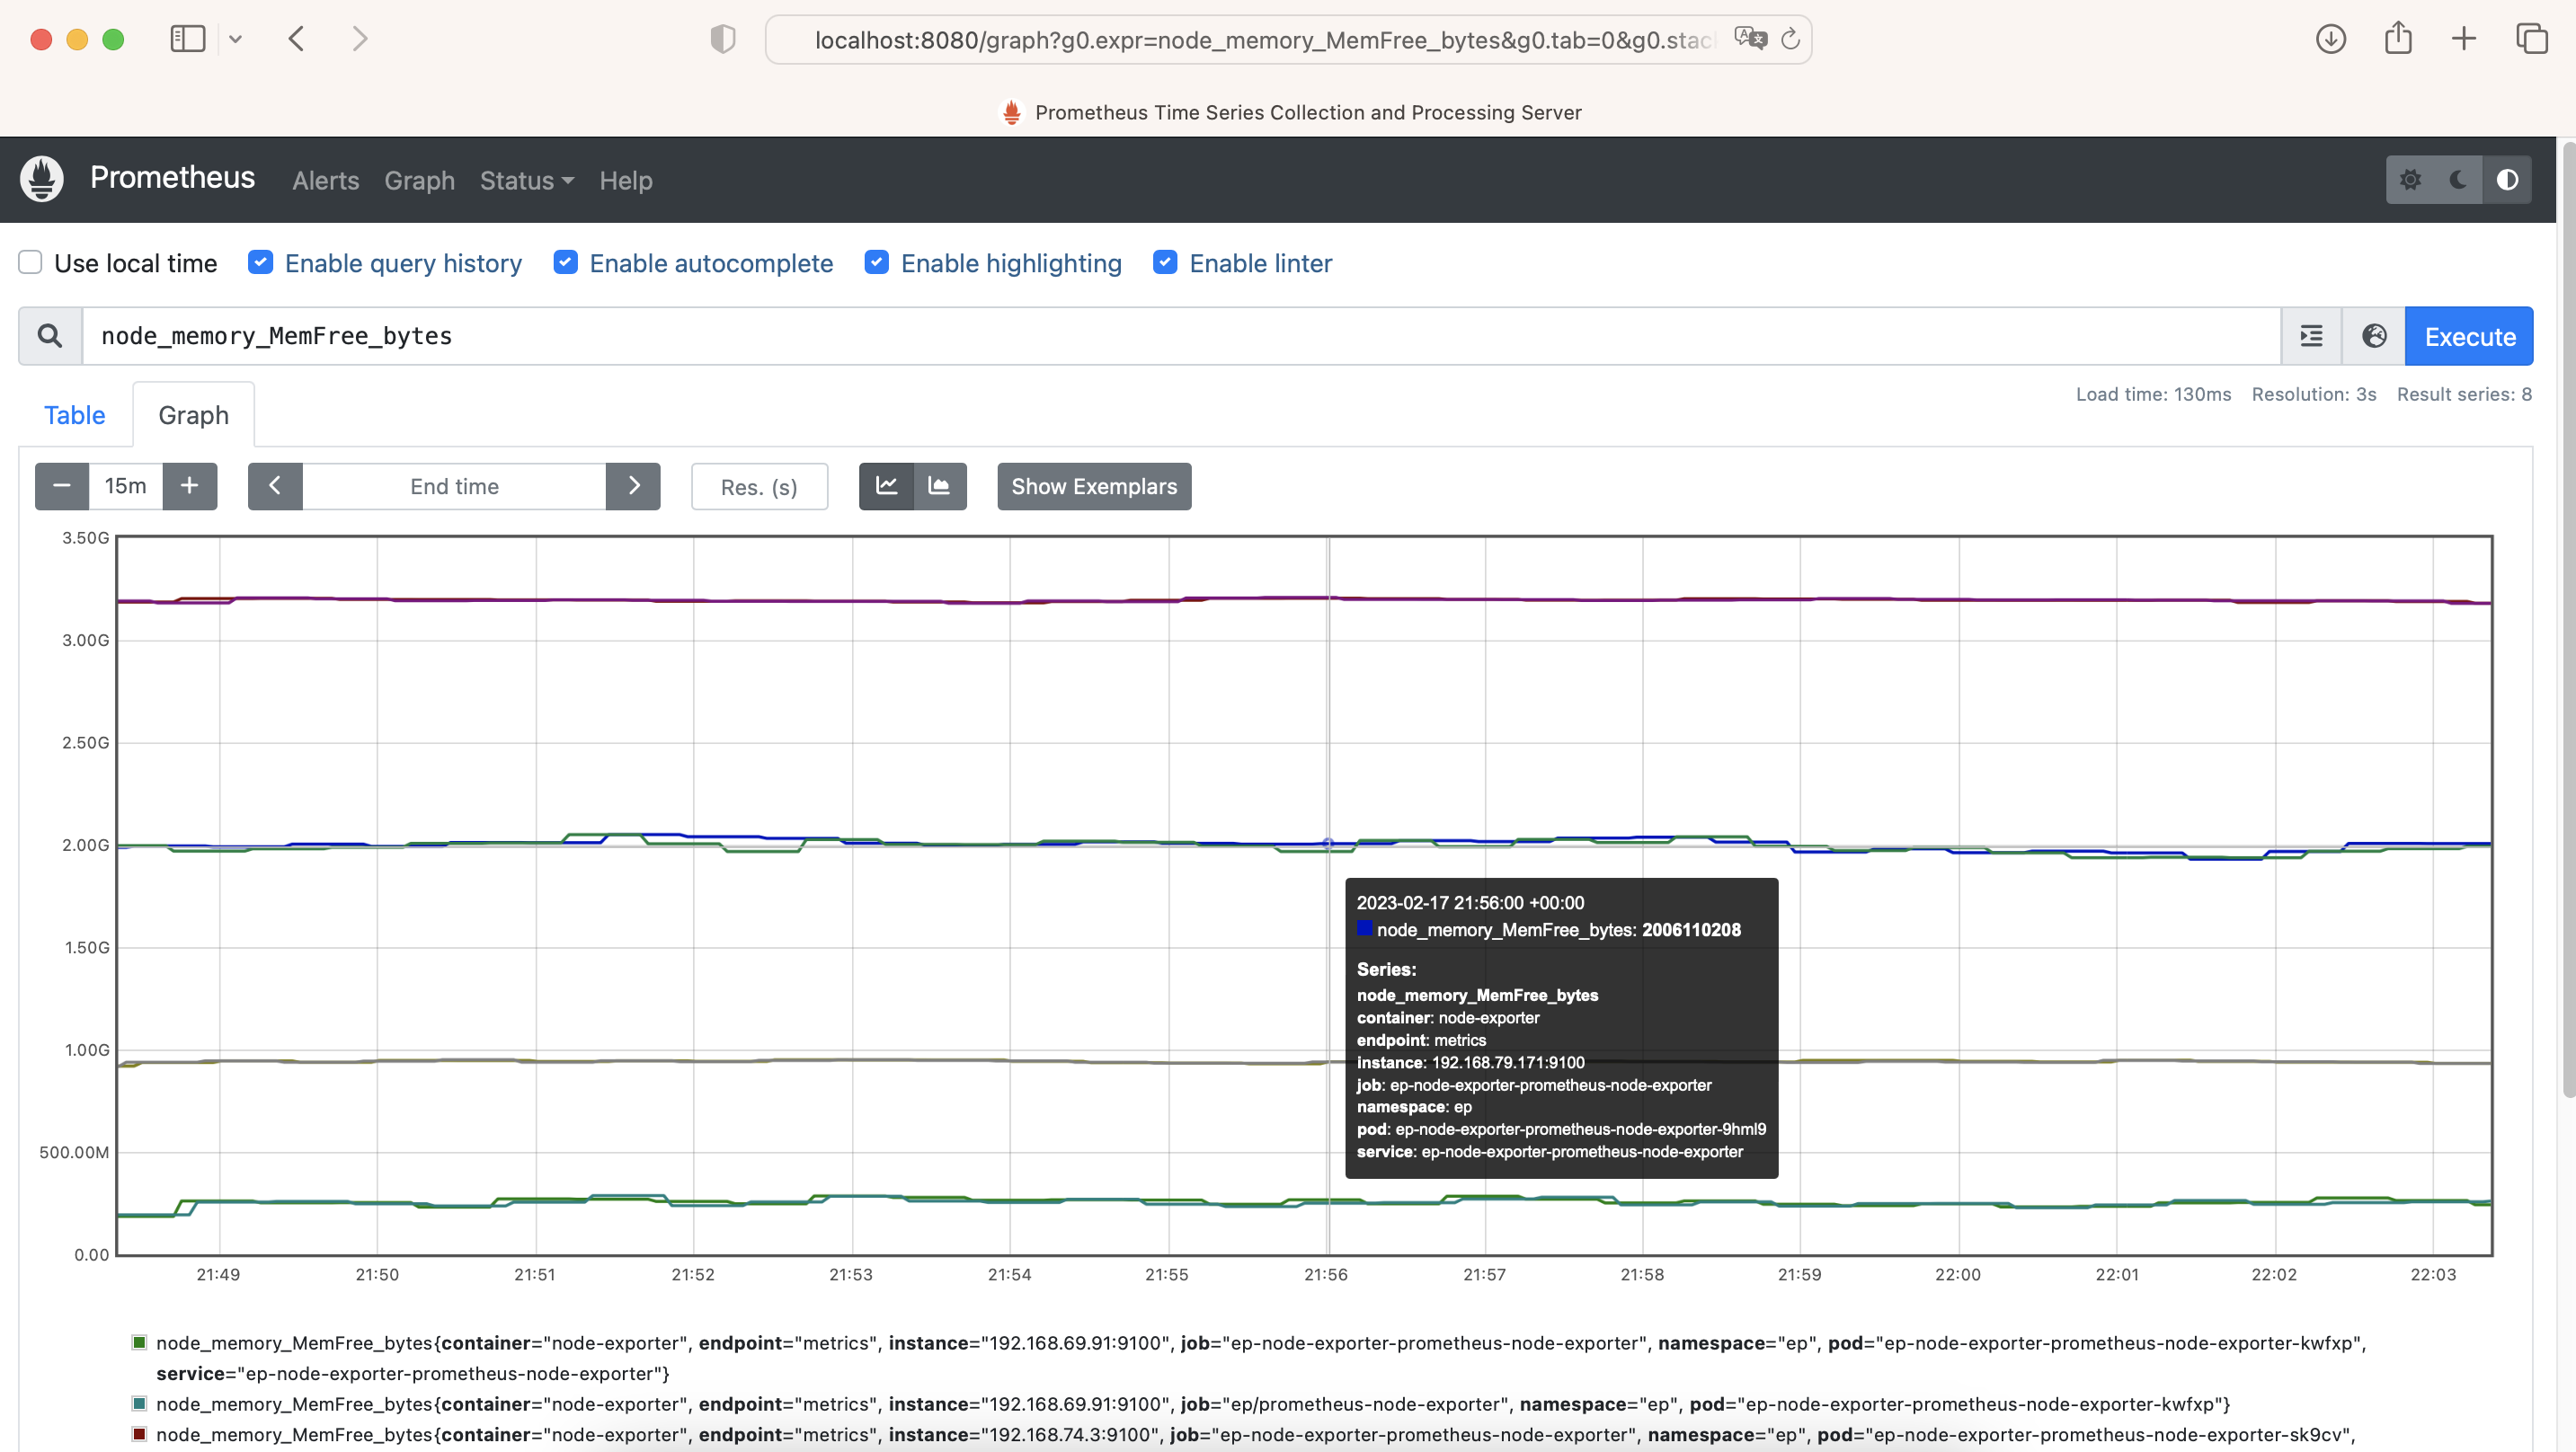 localhost:8080/graph?g0.expr=node_memory_MemFree_bytes&g0.tab=0&g0.stac
Prometheus Time Series Collection and Processing Server
Prometheus Alerts Graph Status Help
Use local time Enable query history Enable autocomplete Enable highlighting Enable linter
node_memory_MemFree_bytes Execute
Load time: 130ms Resolution: 3s Result series: 8
Table Graph
− 15m + End time Res. (s) Show Exemplars
3.50G
3.00G
2.50G
2.00G
1.50G
1.00G
500.00M
0.00
2023-02-17 21:56:00 +00:00
node_memory_MemFree_bytes: 2006110208
Series:
node_memory_MemFree_bytes
container: node-exporter
endpoint: metrics
instance: 192.168.79.171:9100
job: ep-node-exporter-prometheus-node-exporter
namespace: ep
pod: ep-node-exporter-prometheus-node-exporter-9hml9
service: ep-node-exporter-prometheus-node-exporter
21:49 21:50 21:51 21:52 21:53 21:54 21:55 21:56 21:57 21:58 21:59 22:00 22:01 22:02 22:03
node_memory_MemFree_bytes{container="node-exporter", endpoint="metrics", instance="192.168.69.91:9100", job="ep-node-exporter-prometheus-node-exporter", namespace="ep", pod="ep-node-exporter-prometheus-node-exporter-kwfxp",
service="ep-node-exporter-prometheus-node-exporter"}
node_memory_MemFree_bytes{container="node-exporter", endpoint="metrics", instance="192.168.69.91:9100", job="ep/prometheus-node-exporter", namespace="ep", pod="ep-node-exporter-prometheus-node-exporter-kwfxp"}
node_memory_MemFree_bytes{container="node-exporter", endpoint="metrics", instance="192.168.74.3:9100", job="ep-node-exporter-prometheus-node-exporter", namespace="ep", pod="ep-node-exporter-prometheus-node-exporter-sk9cv",